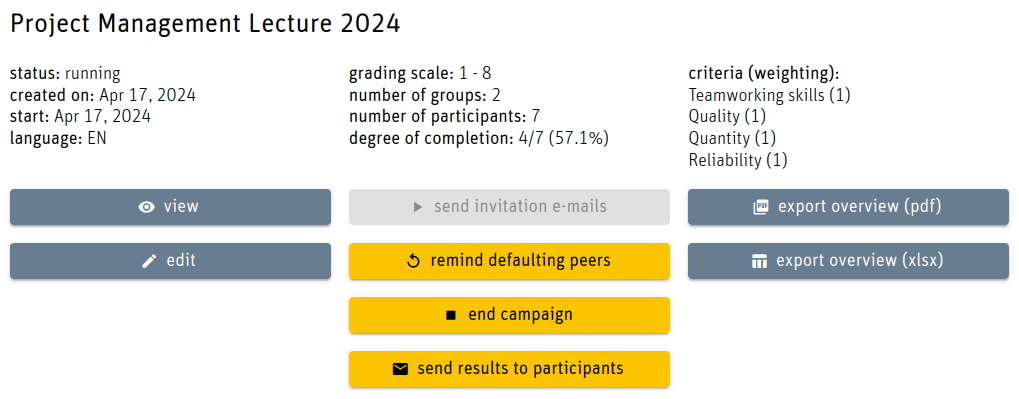 Project Management Lecture 2024
status: running
created on: Apr 17, 2024
start: Apr 17, 2024
language: EN
grading scale: 1 - 8
number of groups: 2
number of participants: 7
degree of completion: 4/7 (57.1%)
criteria (weighting):
Teamworking skills (1)
Quality (1)
Quantity (1)
Reliability (1)
view
send invitation e-mails
PDF export overview (pdf)
edit
remind defaulting peers
export overview (xlsx)
end campaign
send results to participants